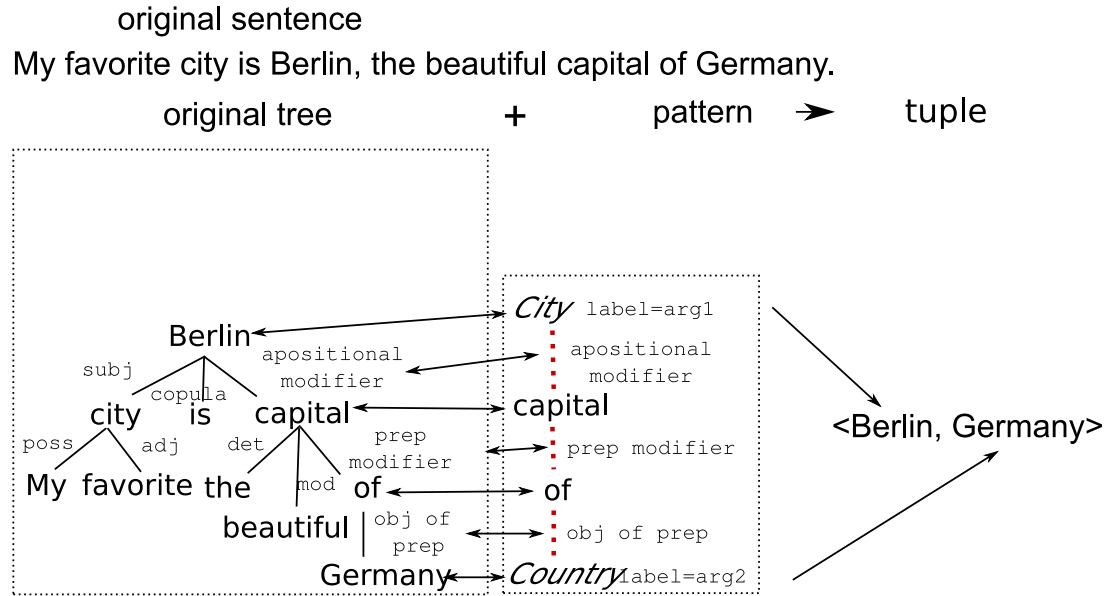 original sentence
My favorite city is Berlin, the beautiful capital of Germany.
original tree + pattern tuple
City label=arg1
Berlin
apositional
modifier
apositional
modifier
subj
copula
city is capital
capital
<Berlin, Germany>
poss adj det
prep
modifier
prep modifier
My favorite the mod of
of
beautiful
obj of
prep
obj of prep
Germany
Country label=arg2